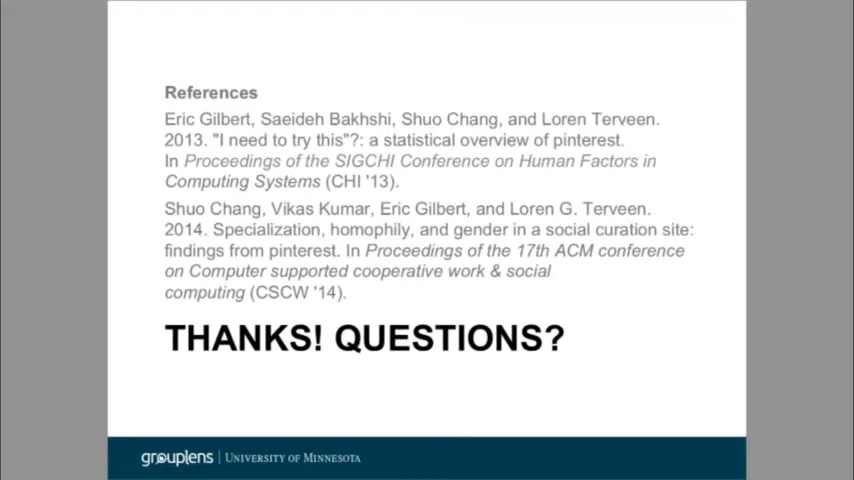 References
Eric Gilbert, Saeideh Bakhshi, Shuo Chang, and Loren Terveen.
2013. "I need to try this"?: a statistical overview of pinterest.
In Proceedings of the SIGCHI Conference on Human Factors in
Computing Systems (CHI '13).
Shuo Chang, Vikas Kumar, Eric Gilbert, and Loren G. Terveen.
2014. Specialization, homophily, and gender in a social curation site:
findings from pinterest. In Proceedings of the 17th ACM conference
on Computer supported cooperative work & social
computing (CSCW '14).
THANKS! QUESTIONS?
grouplens | UNIVERSITY OF MINNESOTA